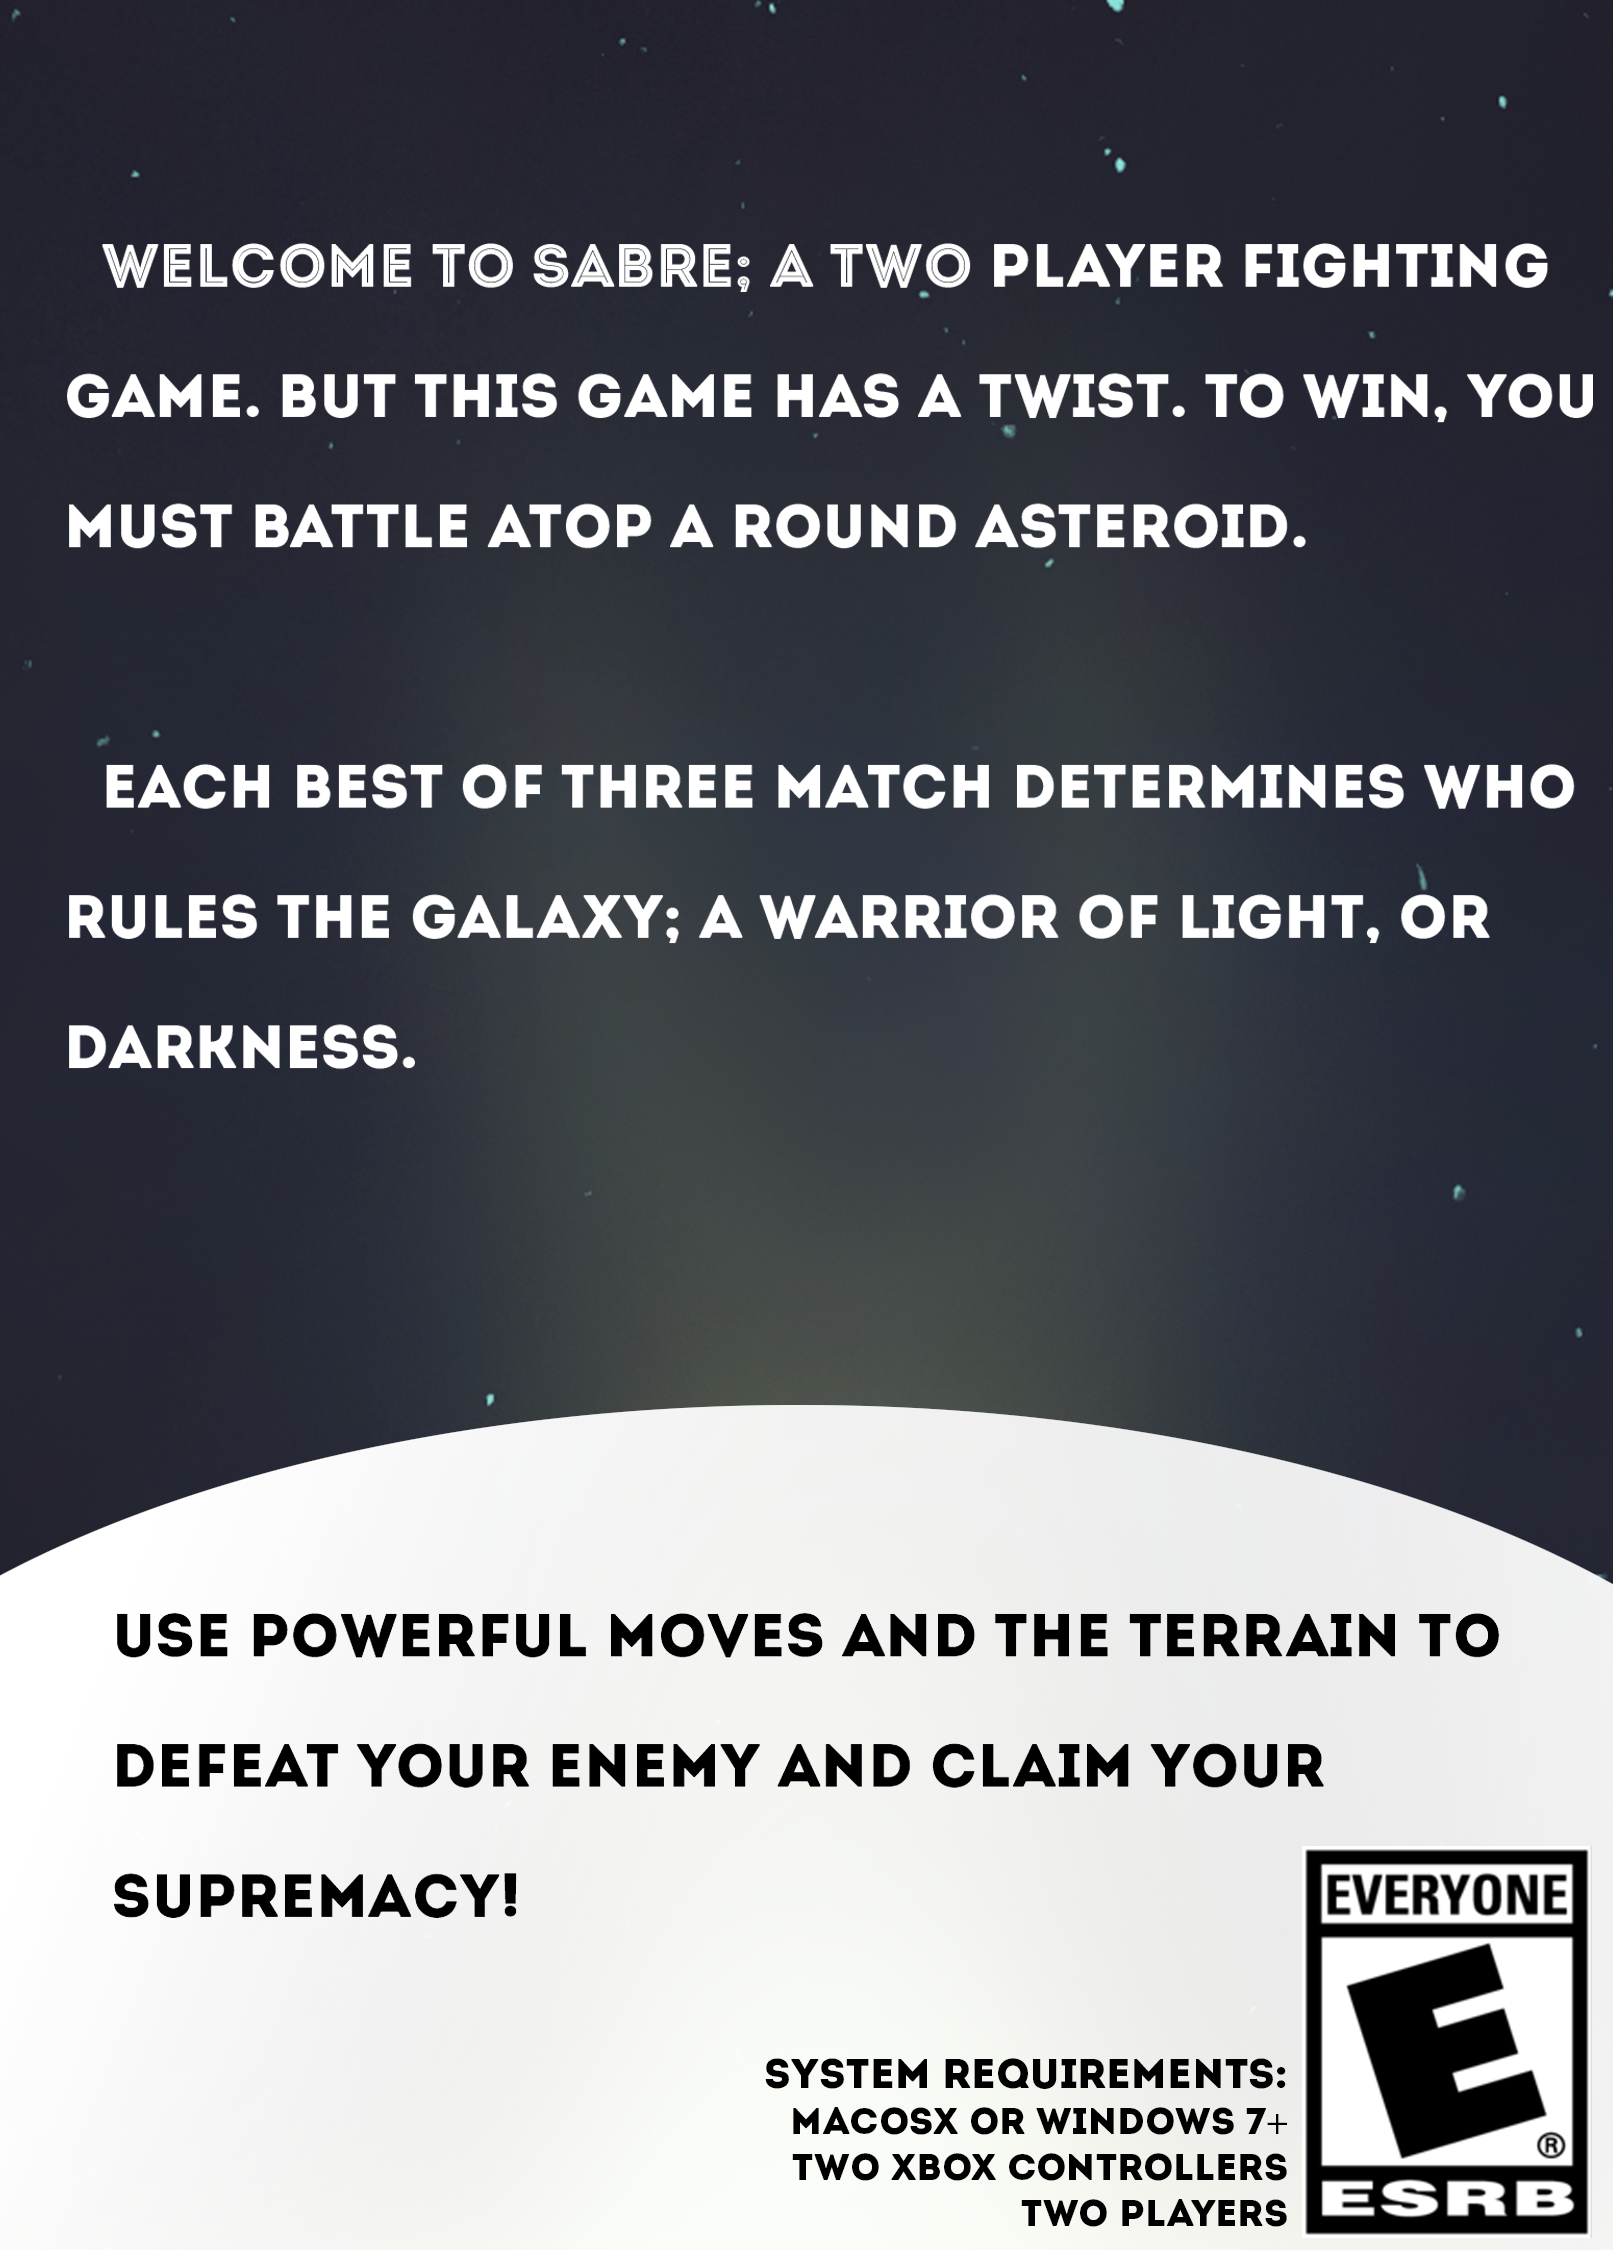 WELCOME TO SABRE; A TWO PLAYER FIGHTING
GAME. BUT THIS GAME HAS A TWIST. TO WIN, YOU
MUST BATTLE ATOP A ROUND ASTEROID.
EACH BEST OF THREE MATCH DETERMINES WHO
RULES THE GALAXY; A WARRIOR OF LIGHT, OR
DARKNESS.
USE POWERFUL MOVES AND THE TERRAIN TO
DEFEAT YOUR ENEMY AND CLAIM YOUR
SUPREMACY!
SYSTEM REQUIREMENTS:
MACOSX OR WINDOWS 7+
TWO XBOX CONTROLLERS
TWO PLAYERS
EVERYONE
E
®
ESRB